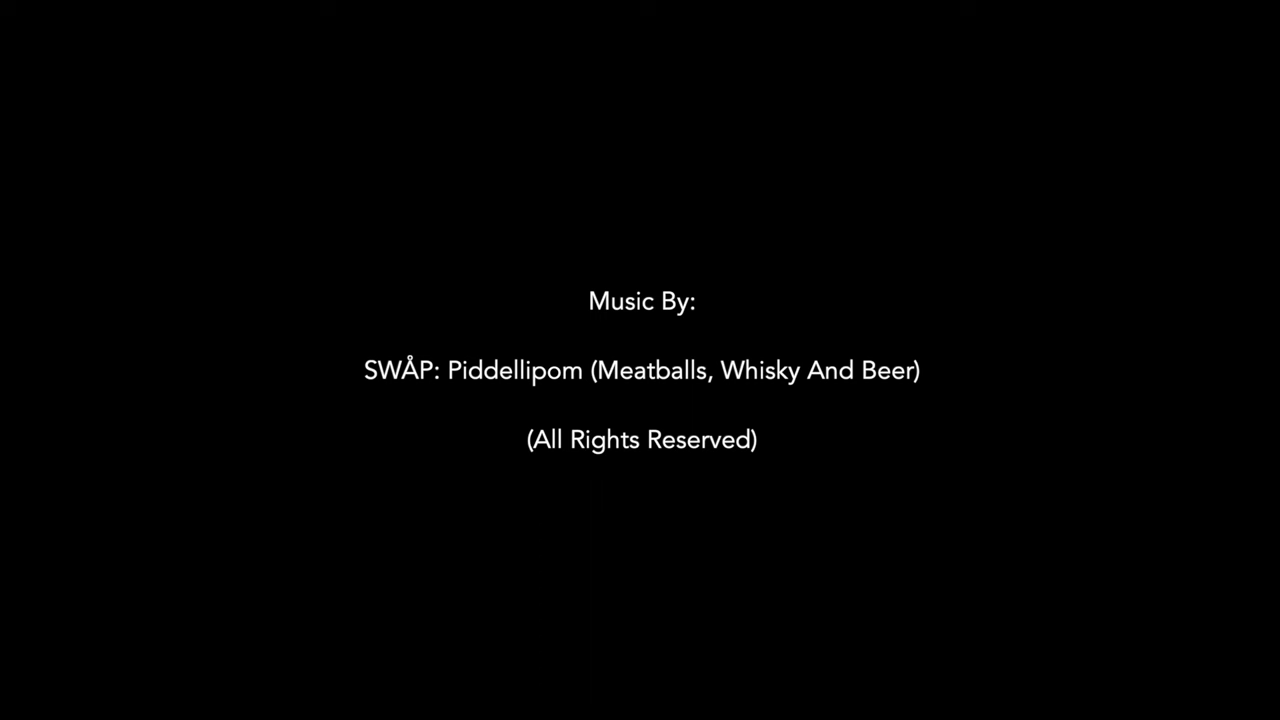 Music By:
SWÅP: Piddellipom (Meatballs, Whisky And Beer)
(All Rights Reserved)